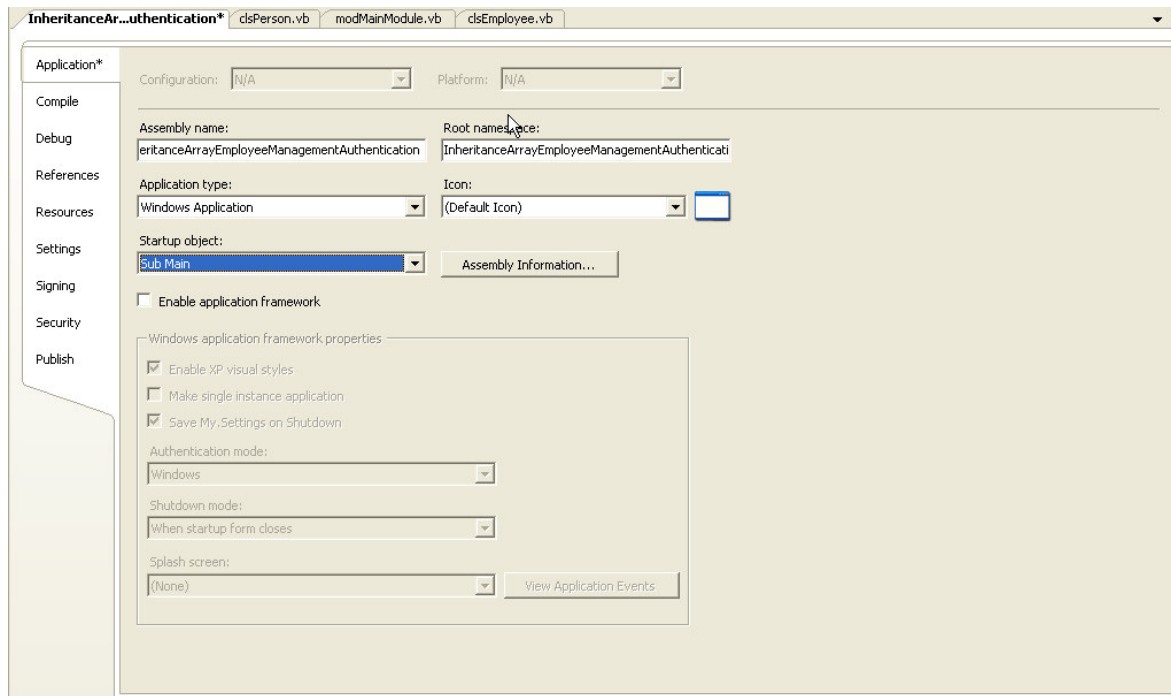 InheritanceAr...uthentication* clsPerson.vb modMainModule.vb clsEmployee.vb
Application*
Compile
Debug
References
Resources
Settings
Signing
Security
Publish
Configuration: N/A Platform: N/A
Assembly name: Root namespace:
eritanceArrayEmployeeManagementAuthentication InheritanceArrayEmployeeManagementAuthenticati
Application type: Icon:
Windows Application (Default Icon)
Startup object:
Sub Main Assembly Information...
Enable application framework
Windows application framework properties
Enable XP visual styles
Make single instance application
Save My.Settings on Shutdown
Authentication mode:
Windows
Shutdown mode:
When startup form closes
Splash screen:
(None) View Application Events